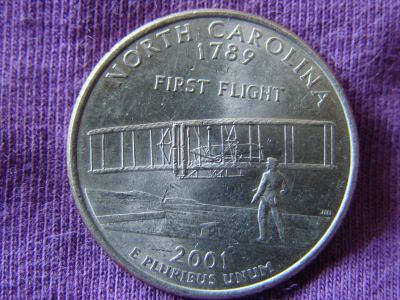 NORTH CAROLINA
1789
FIRST FLIGHT
2001
E PLURIBUS UNUM